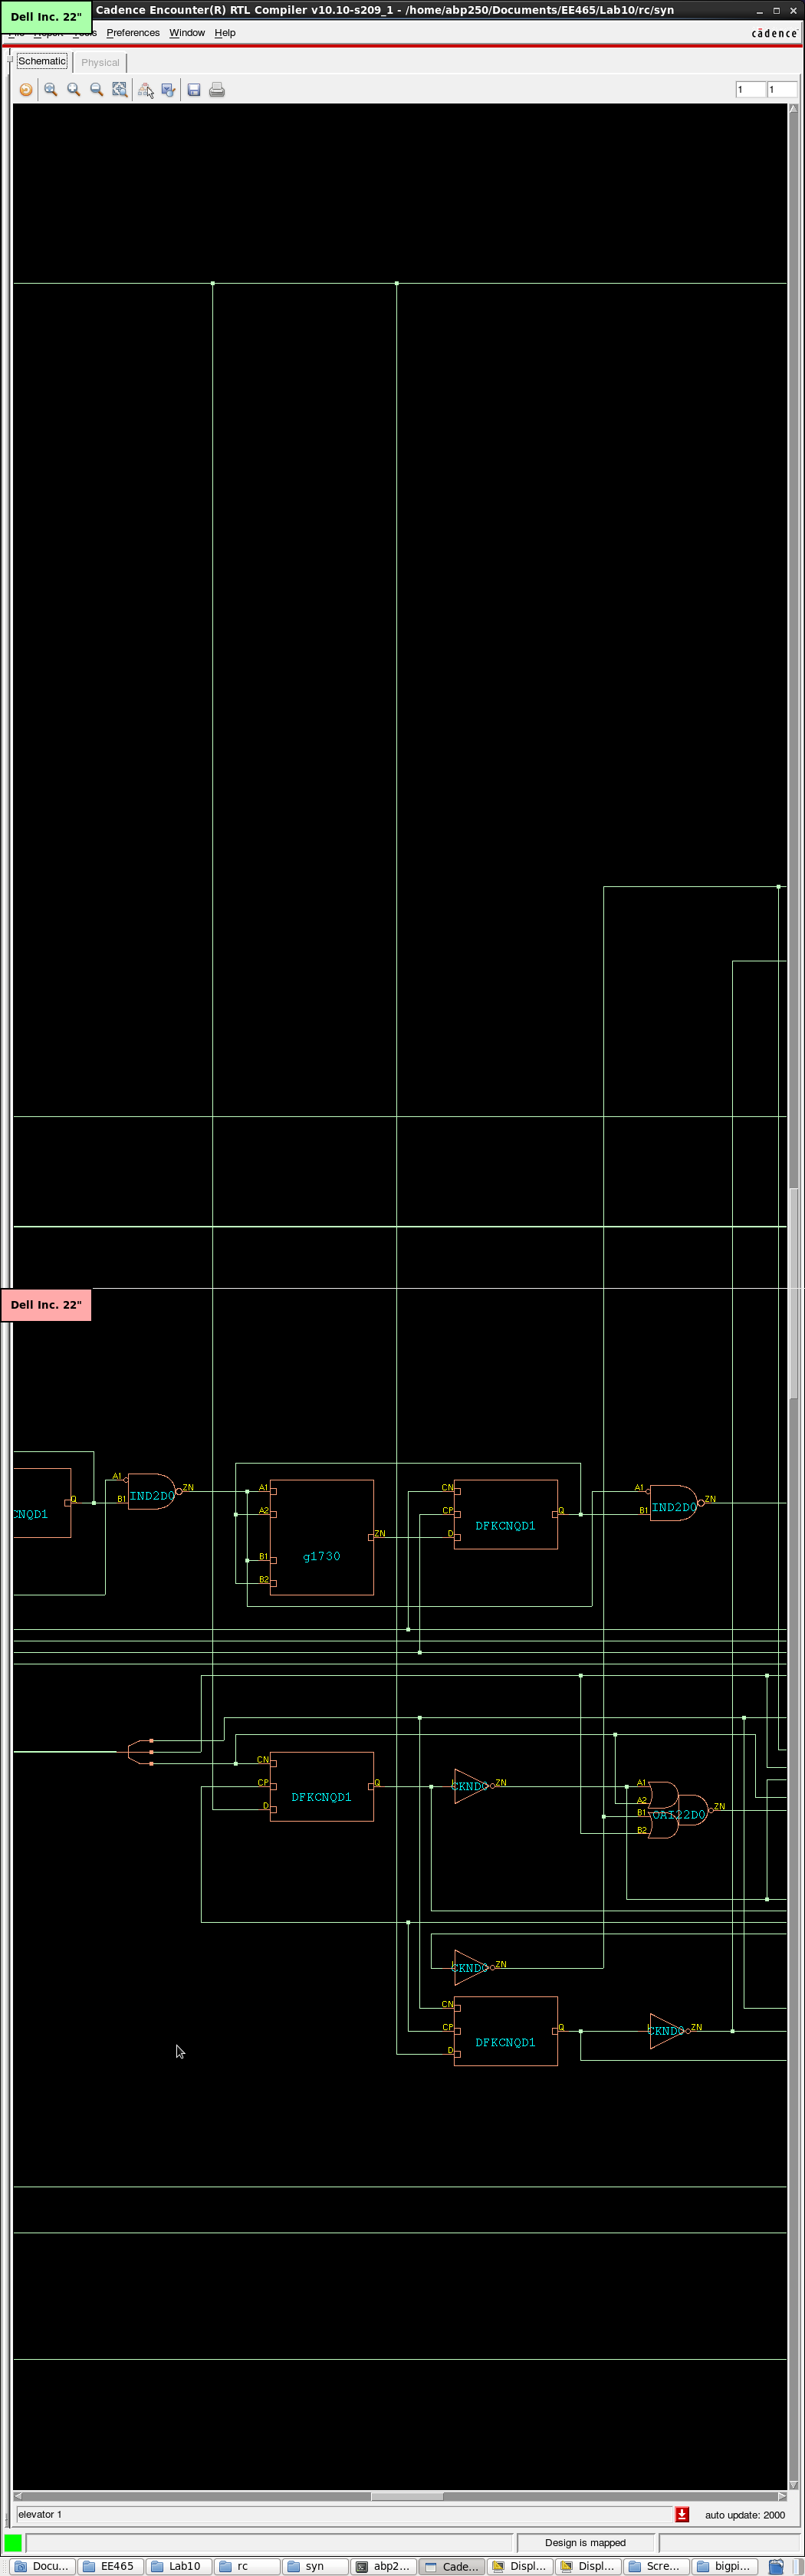 Dell Inc. 22" Cadence Encounter(R) RTL Compiler v10.10-s209_1 - /home/abp250/Documents/EE465/Lab10/rc/syn
Preferences Window Help cādence
Schematic Physical
1 1
Dell Inc. 22"
A1 B1 IND2D0 ZN
Q CNQD1
A1 A2 B1 B2 ZN g1730
CN CP D Q DFKCNQD1
A1 B1 IND2D0 ZN
CN CP D Q DFKCNQD1
CKND0 ZN
A1 A2 B1 B2 OAI22D0 ZN
CKND0 ZN
CN CP D Q DFKCNQD1
CKND0 ZN
elevator 1 auto update: 2000
Design is mapped
Docu... EE465 Lab10 rc syn abp2... Cade... Displ... Displ... Scre... bigpi...